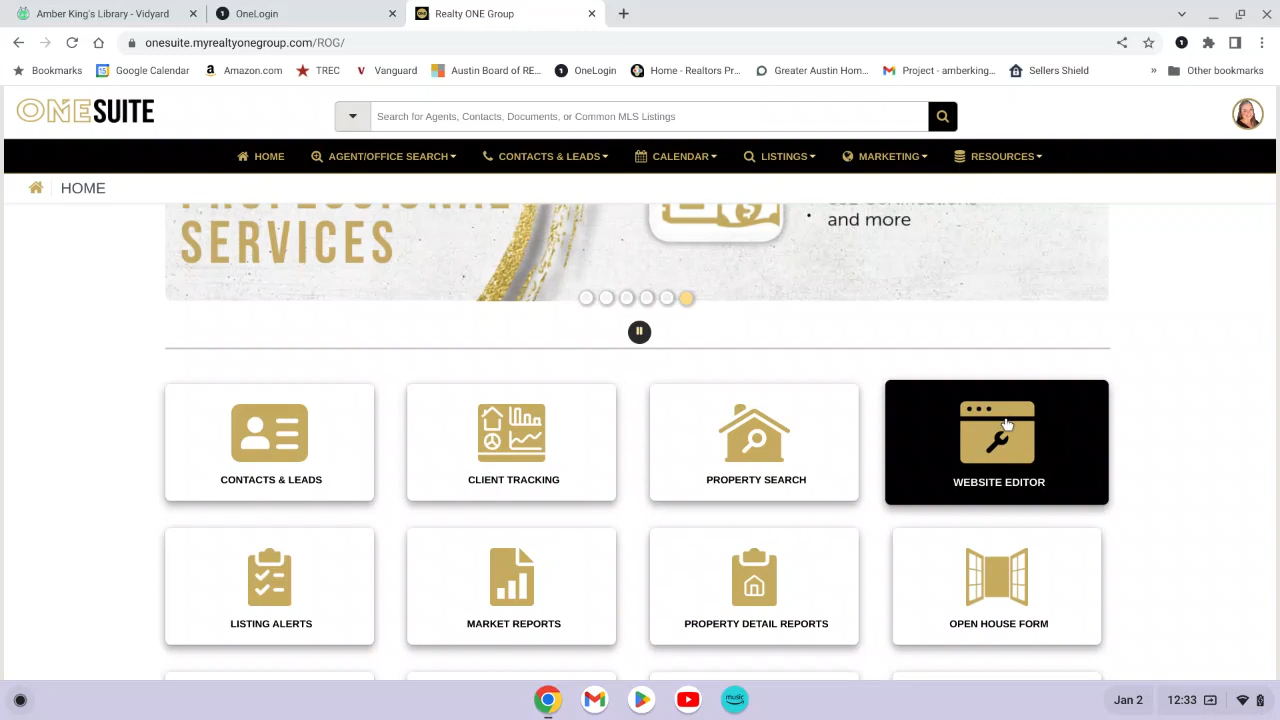 Amber King's Library - Vidyard
OneLogin
Realty ONE Group
onesuite.myrealtyonegroup.com/ROG/
Bookmarks
Google Calendar
Amazon.com
TREC
Vanguard
Austin Board of RE...
OneLogin
Home - Realtors Pr...
Greater Austin Hom...
Project - amberking...
Sellers Shield
»
Other bookmarks
ONESUITE
Search for Agents, Contacts, Documents, or Common MLS Listings
HOME
AGENT/OFFICE SEARCH
CONTACTS & LEADS
CALENDAR
LISTINGS
MARKETING
RESOURCES
HOME
PROFESSIONAL
SERVICES
and more
CONTACTS & LEADS
CLIENT TRACKING
PROPERTY SEARCH
WEBSITE EDITOR
LISTING ALERTS
MARKET REPORTS
PROPERTY DETAIL REPORTS
OPEN HOUSE FORM
music
Jan 2
12:33